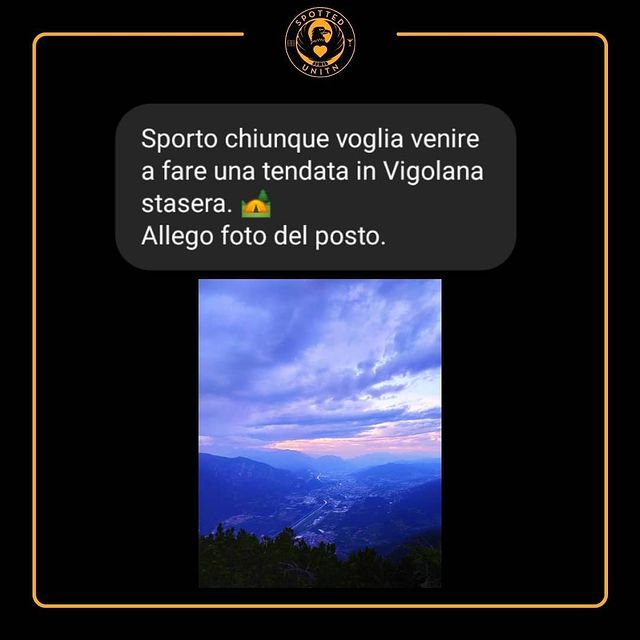 SPOTTED
UNITN
Sporto chiunque voglia venire
a fare una tendata in Vigolana
stasera. 🏕
Allego foto del posto.